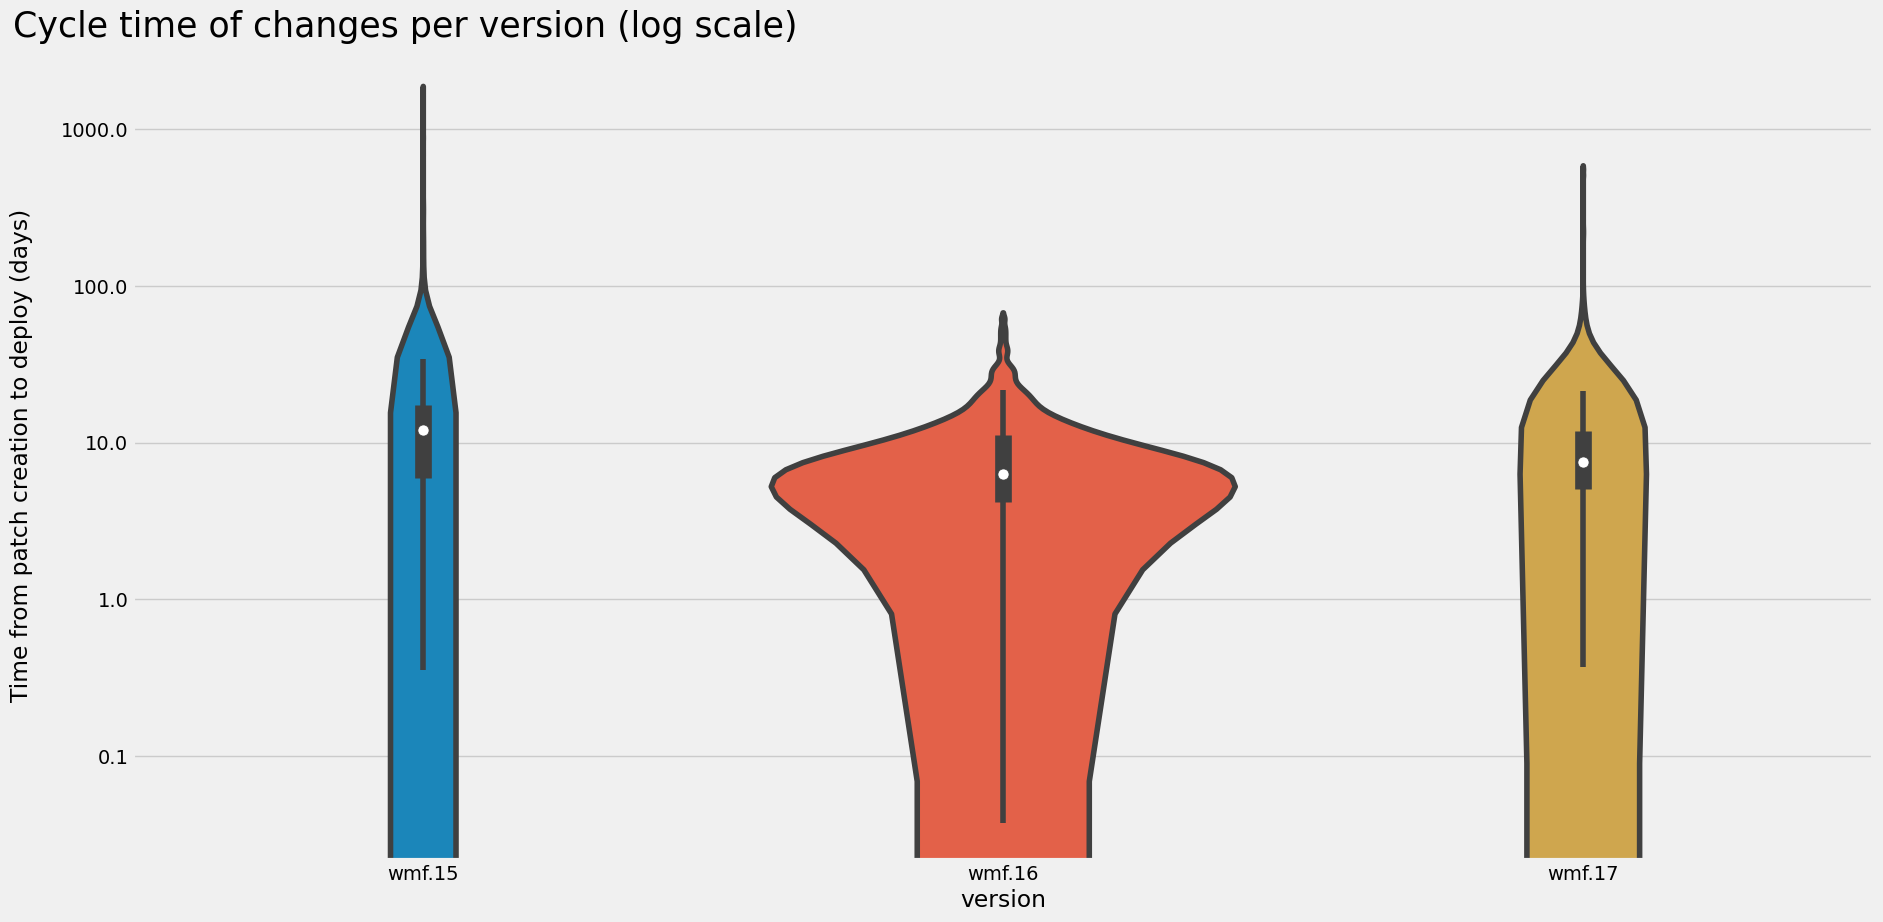 Cycle time of changes per version (log scale)
Time from patch creation to deploy (days)
1000.0
100.0
10.0
1.0
0.1
wmf.15
wmf.16
wmf.17
version